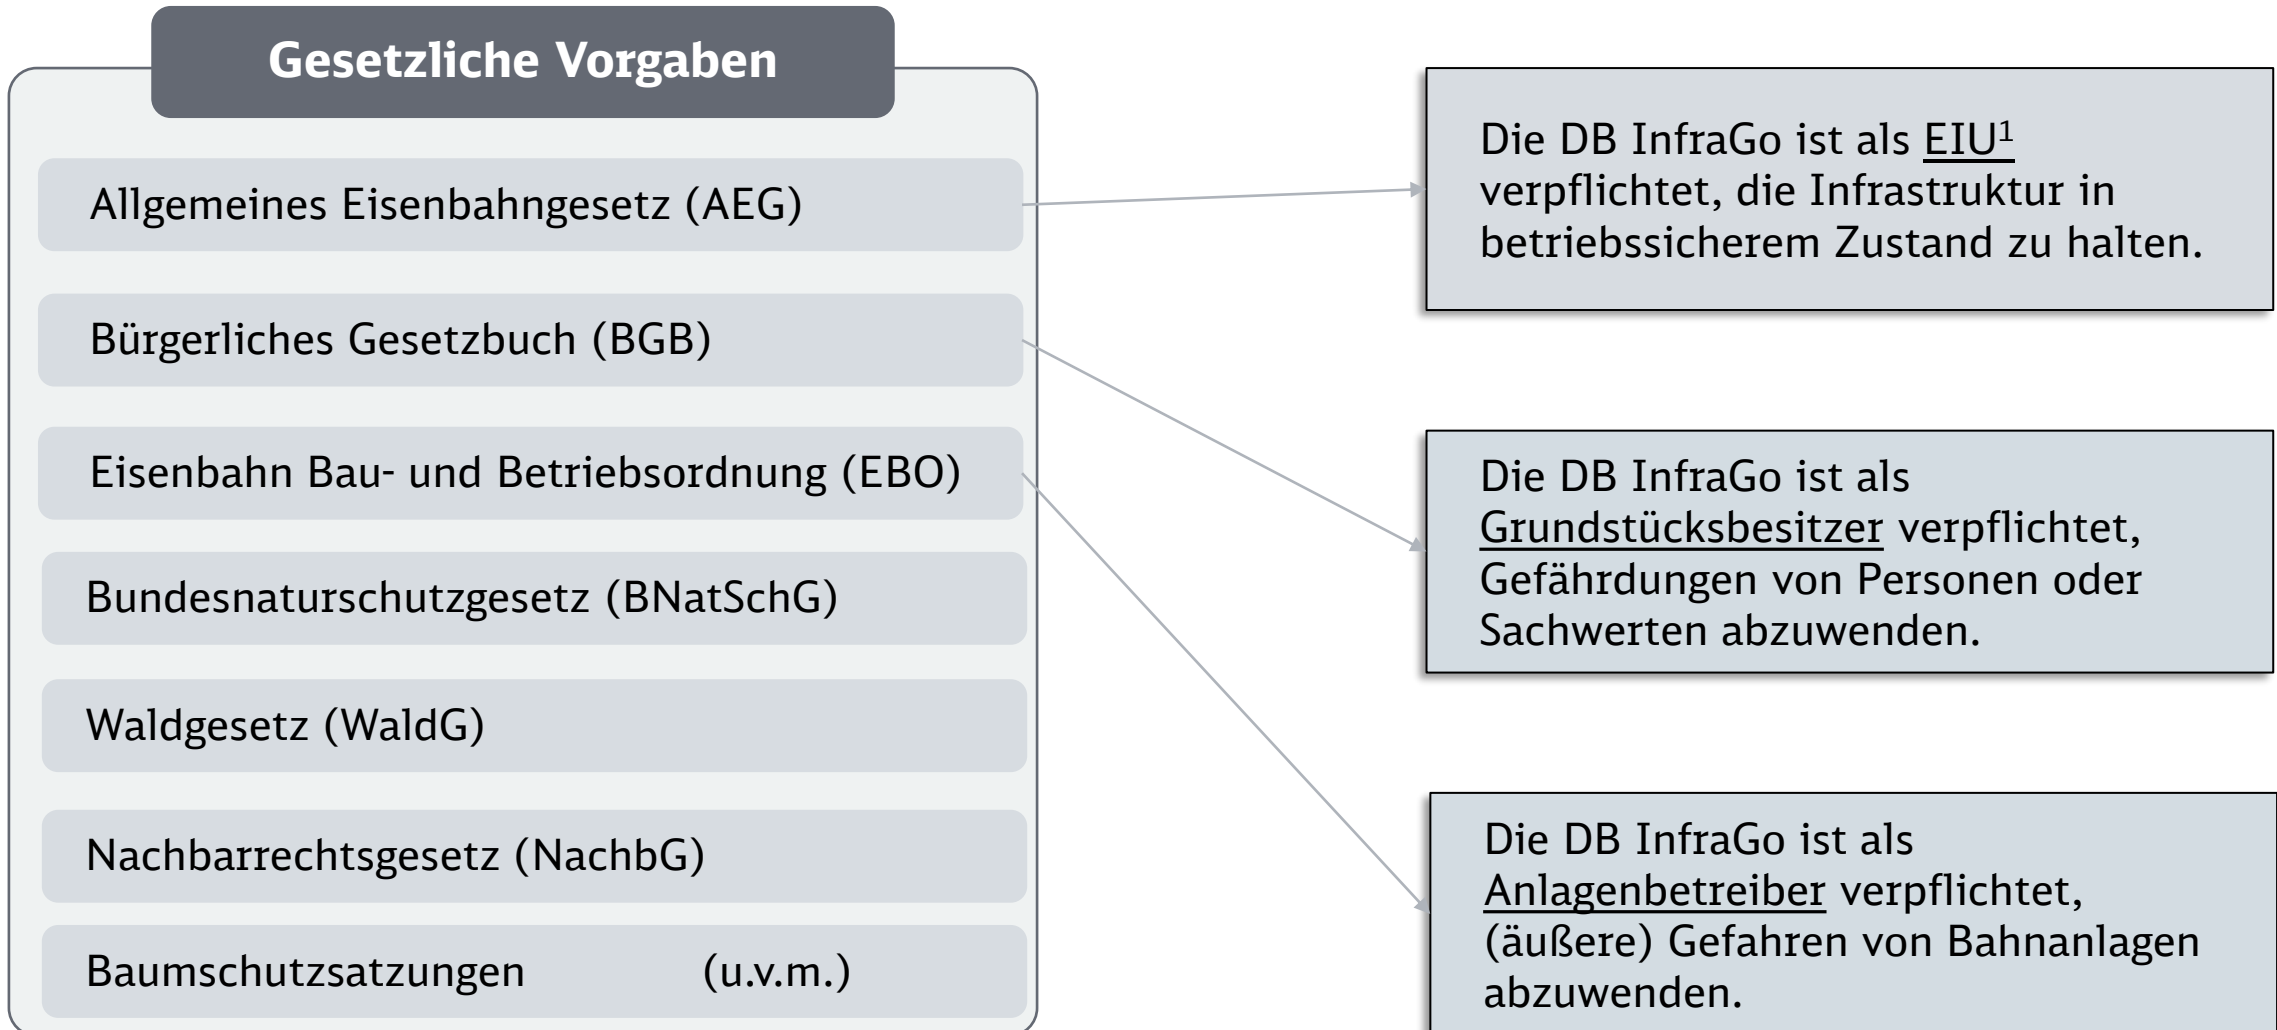 Gesetzliche Vorgaben
Allgemeines Eisenbahngesetz (AEG)
Bürgerliches Gesetzbuch (BGB)
Eisenbahn Bau- und Betriebsordnung (EBO)
Bundesnaturschutzgesetz (BNatSchG)
Waldgesetz (WaldG)
Nachbarrechtsgesetz (NachbG)
Baumschutzsatzungen (u.v.m.)
Die DB InfraGo ist als EIU¹
verpflichtet, die Infrastruktur in
betriebssicherem Zustand zu halten.
Die DB InfraGo ist als
Grundstücksbesitzer verpflichtet,
Gefährdungen von Personen oder
Sachwerten abzuwenden.
Die DB InfraGo ist als
Anlagenbetreiber verpflichtet,
(äußere) Gefahren von Bahnanlagen
abzuwenden.